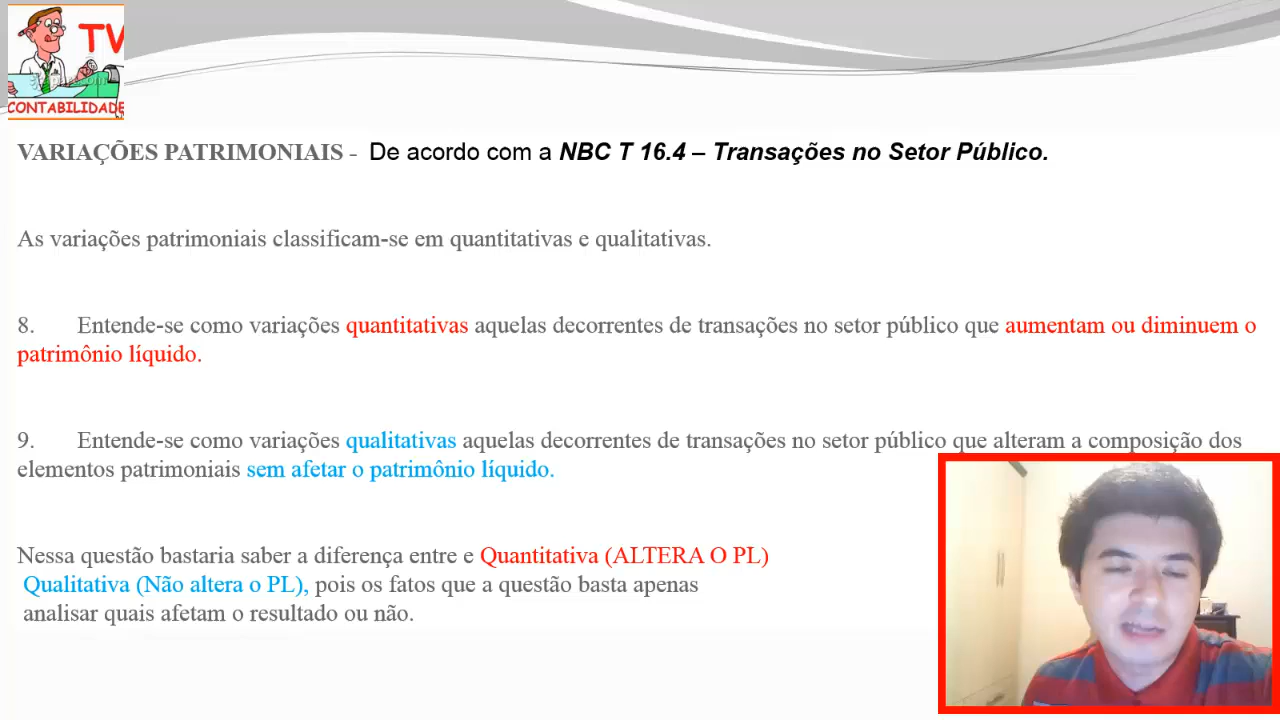 TV
CONTABILIDADE
VARIAÇÕES PATRIMONIAIS - De acordo com a NBC T 16.4 – Transações no Setor Público.
As variações patrimoniais classificam-se em quantitativas e qualitativas.
8. Entende-se como variações quantitativas aquelas decorrentes de transações no setor público que aumentam ou diminuem o
patrimônio líquido.
9. Entende-se como variações qualitativas aquelas decorrentes de transações no setor público que alteram a composição dos
elementos patrimoniais sem afetar o patrimônio líquido.
Nessa questão bastaria saber a diferença entre e Quantitativa (ALTERA O PL)
Qualitativa (Não altera o PL), pois os fatos que a questão basta apenas
analisar quais afetam o resultado ou não.